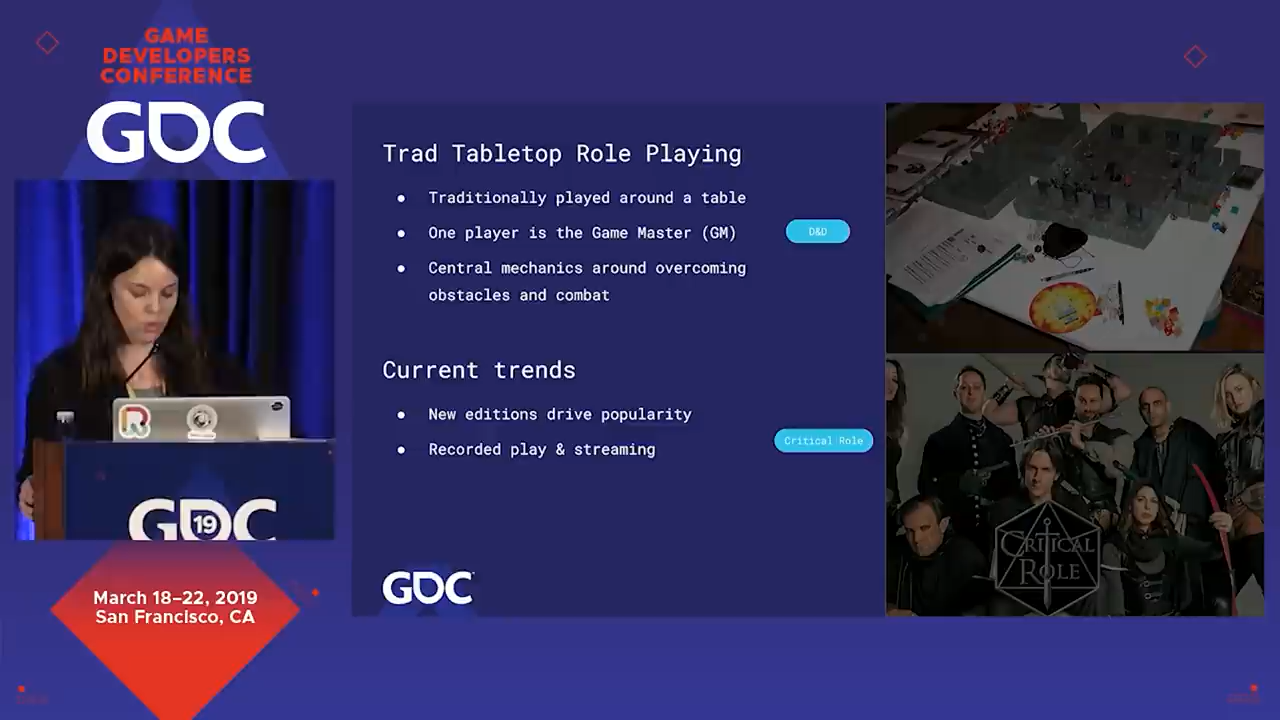 GAME
DEVELOPERS
CONFERENCE
GDC
Trad Tabletop Role Playing
● Traditionally played around a table
● One player is the Game Master (GM)
D&D
● Central mechanics around overcoming
obstacles and combat
Current trends
● New editions drive popularity
Critical Role
● Recorded play & streaming
CRITICAL
ROLE
GDC
19
GDC
March 18–22, 2019
San Francisco, CA